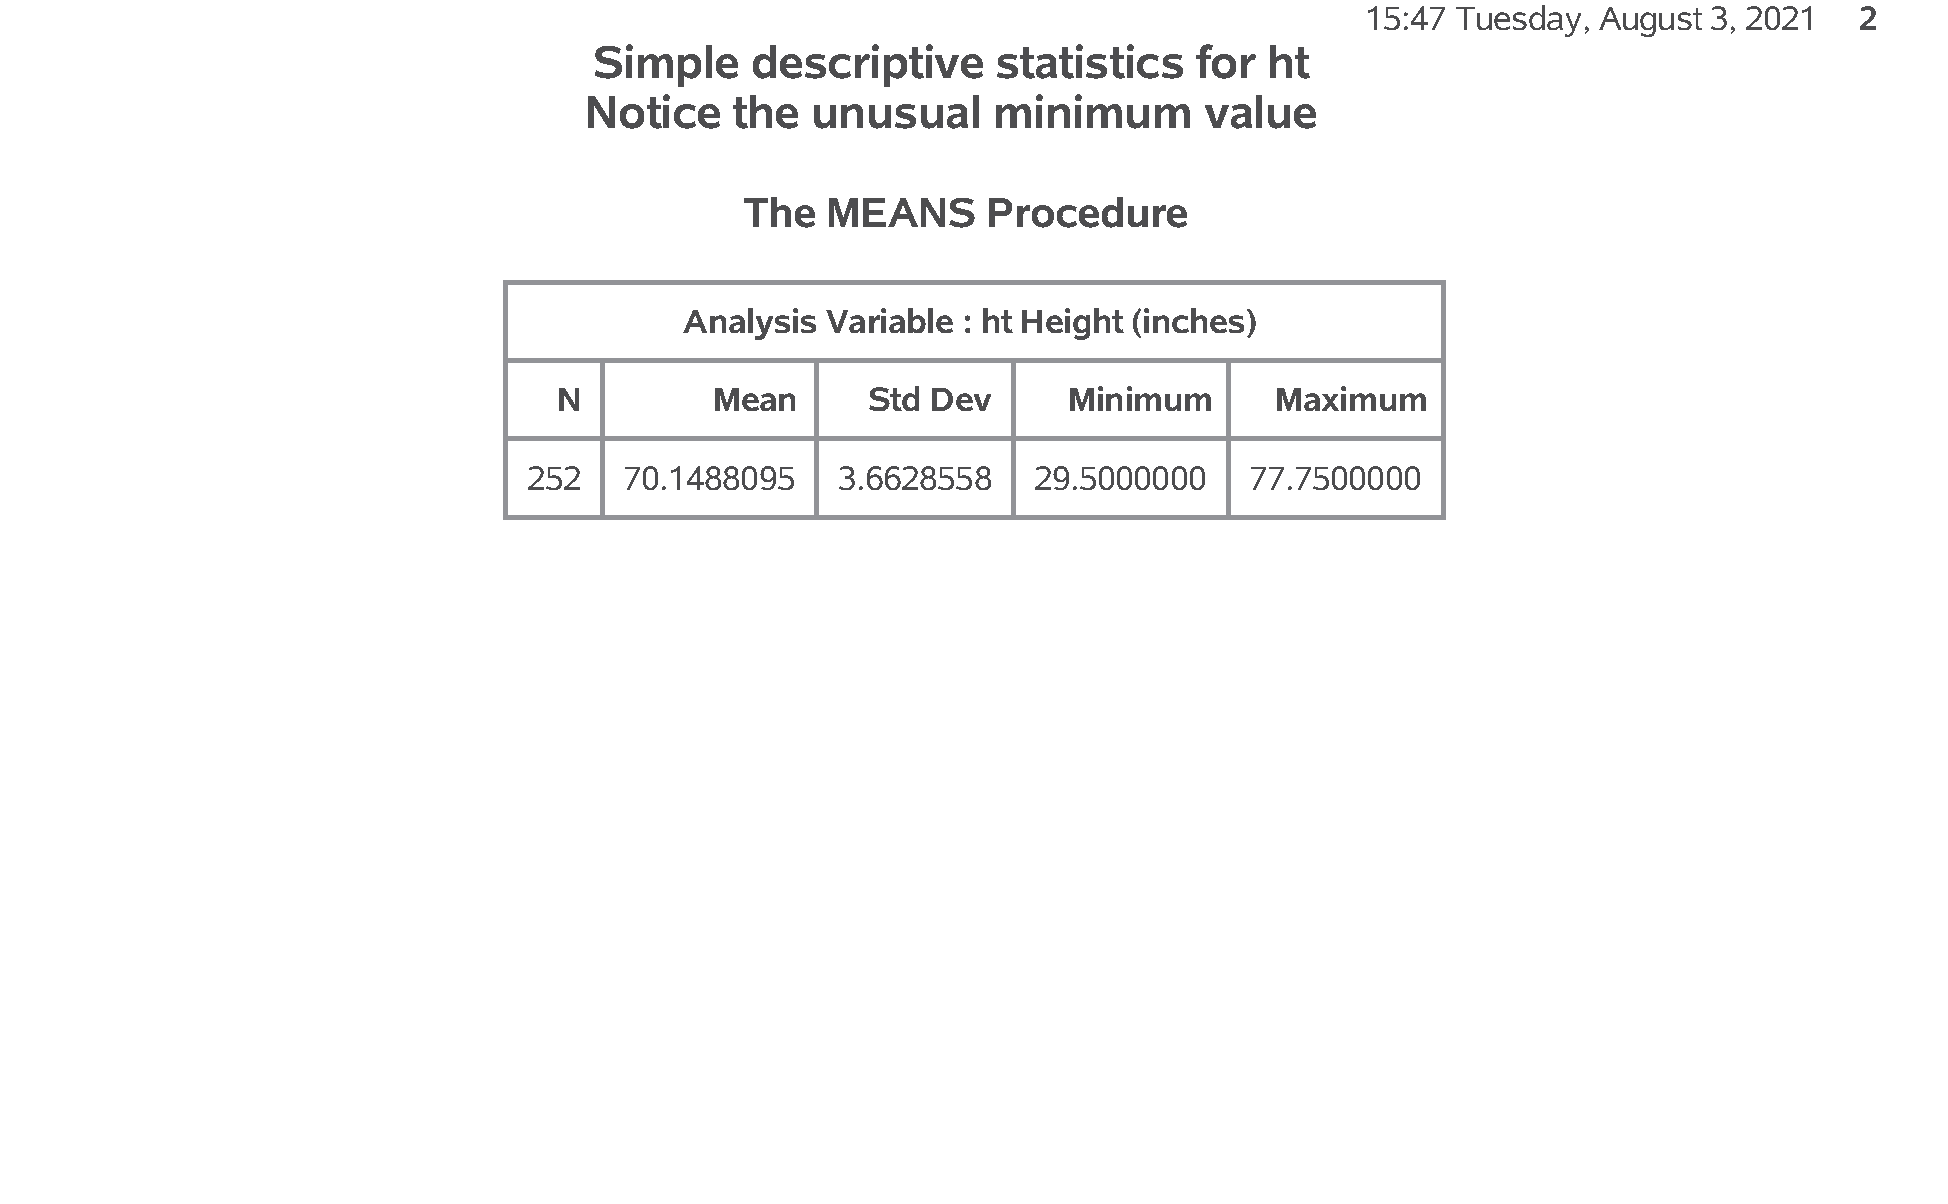 15:47 Tuesday, August 3, 2021 2
Simple descriptive statistics for ht
Notice the unusual minimum value
The MEANS Procedure
Analysis Variable : ht Height (inches)
N Mean Std Dev Minimum Maximum
252 70.1488095 3.6628558 29.5000000 77.7500000